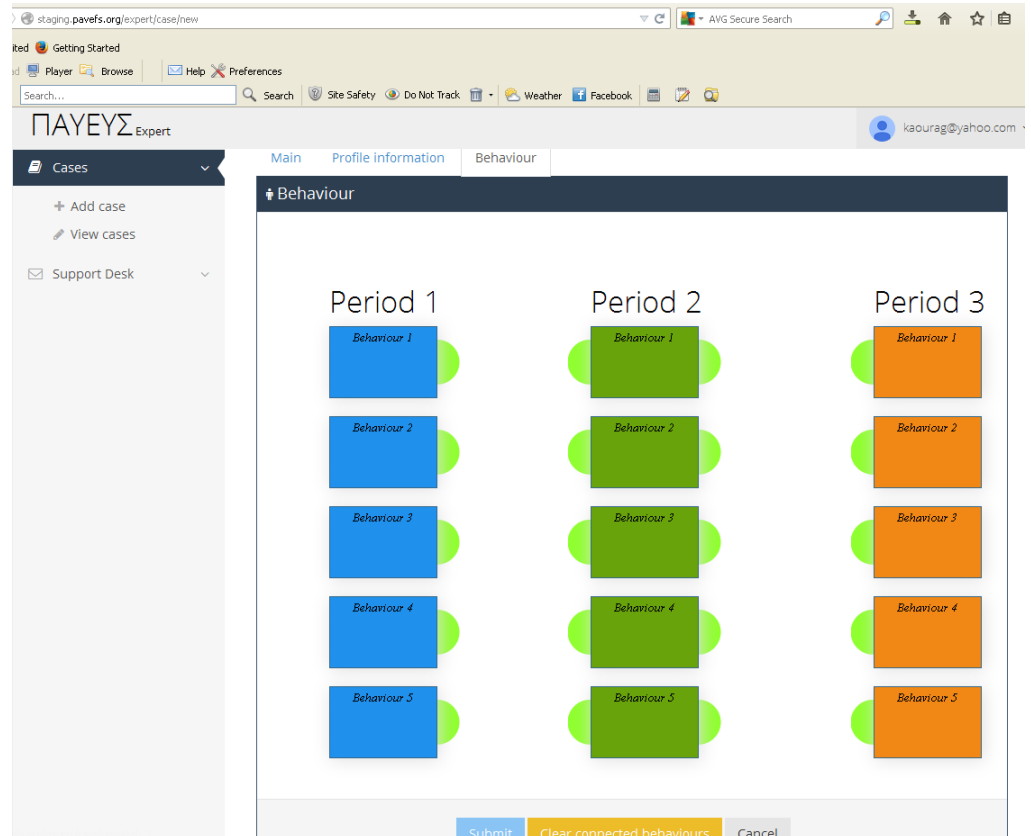 staging.pavefs.org/expert/case/new
AVG Secure Search
ited Getting Started
Player Browse Help Preferences
Search... Search Site Safety Do Not Track Weather Facebook
ΠΑΥΕΥΣ Expert
kaourag@yahoo.com
Cases
Main Profile information Behaviour
Behaviour
Add case
View cases
Support Desk
Period 1 Period 2 Period 3
Behaviour 1 Behaviour 1 Behaviour 1
Behaviour 2 Behaviour 2 Behaviour 2
Behaviour 3 Behaviour 3 Behaviour 3
Behaviour 4 Behaviour 4 Behaviour 4
Behaviour 5 Behaviour 5 Behaviour 5
Submit Clear connected behaviours Cancel